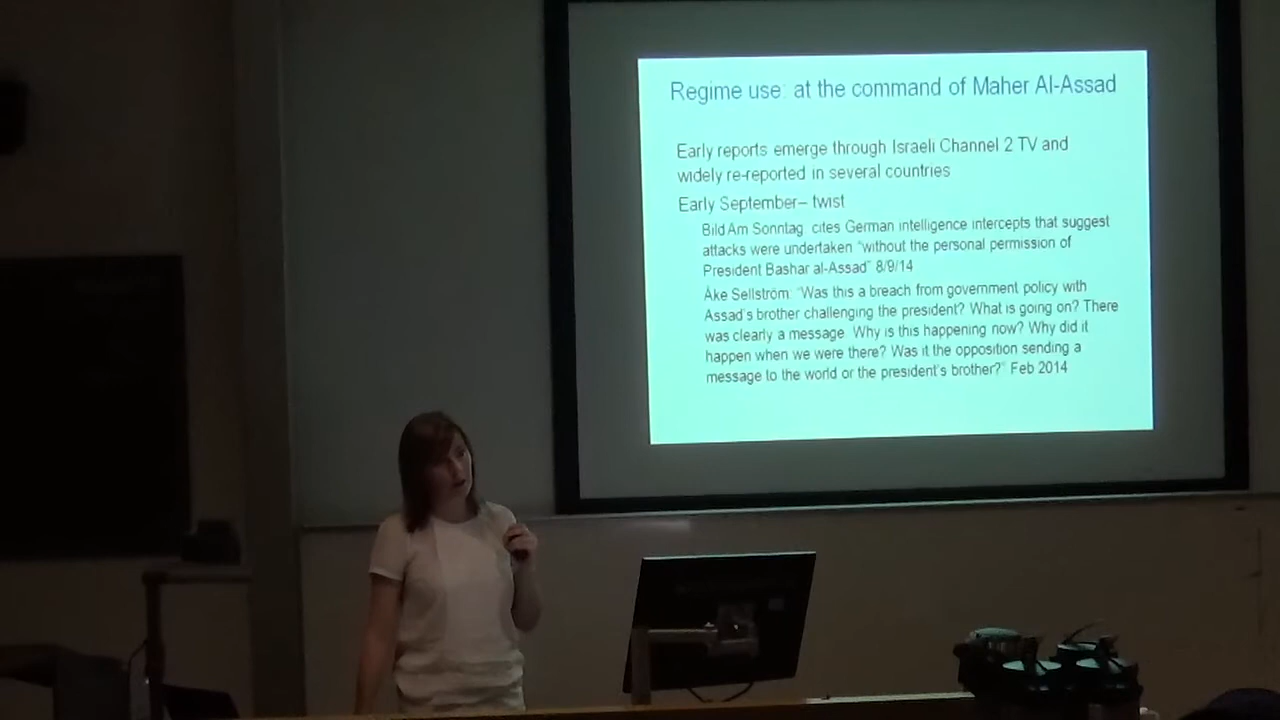 Regime use: at the command of Maher Al-Assad
Early reports emerge through Israeli Channel 2 TV and
widely re-reported in several countries
Early September– twist
Bild Am Sonntag cites German intelligence intercepts that suggest
attacks were undertaken “without the personal permission of
President Bashar al-Assad” 8/9/14
Åke Sellström: “Was this a breach from government policy with
Assad’s brother challenging the president? What is going on? There
was clearly a message. Why is this happening now? Why did it
happen when we were there? Was it the opposition sending a
message to the world or the president’s brother?” Feb 2014